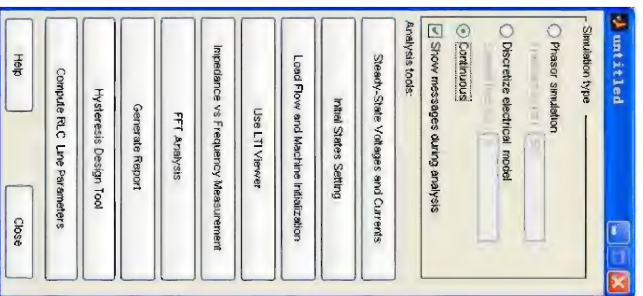 untitled
Simulation type
Phasor simulation
Discretize electrical model
Continuous
Show messages during analysis
Analysis tools:
Steady-State Voltages and Currents
Initial States Setting
Load Flow and Machine Initialization
Use LTI Viewer
Impedance vs Frequency Measurement
FFT Analysis
Generate Report
Hysteresis Design Tool
Compute RLC Line Parameters
Help
Close